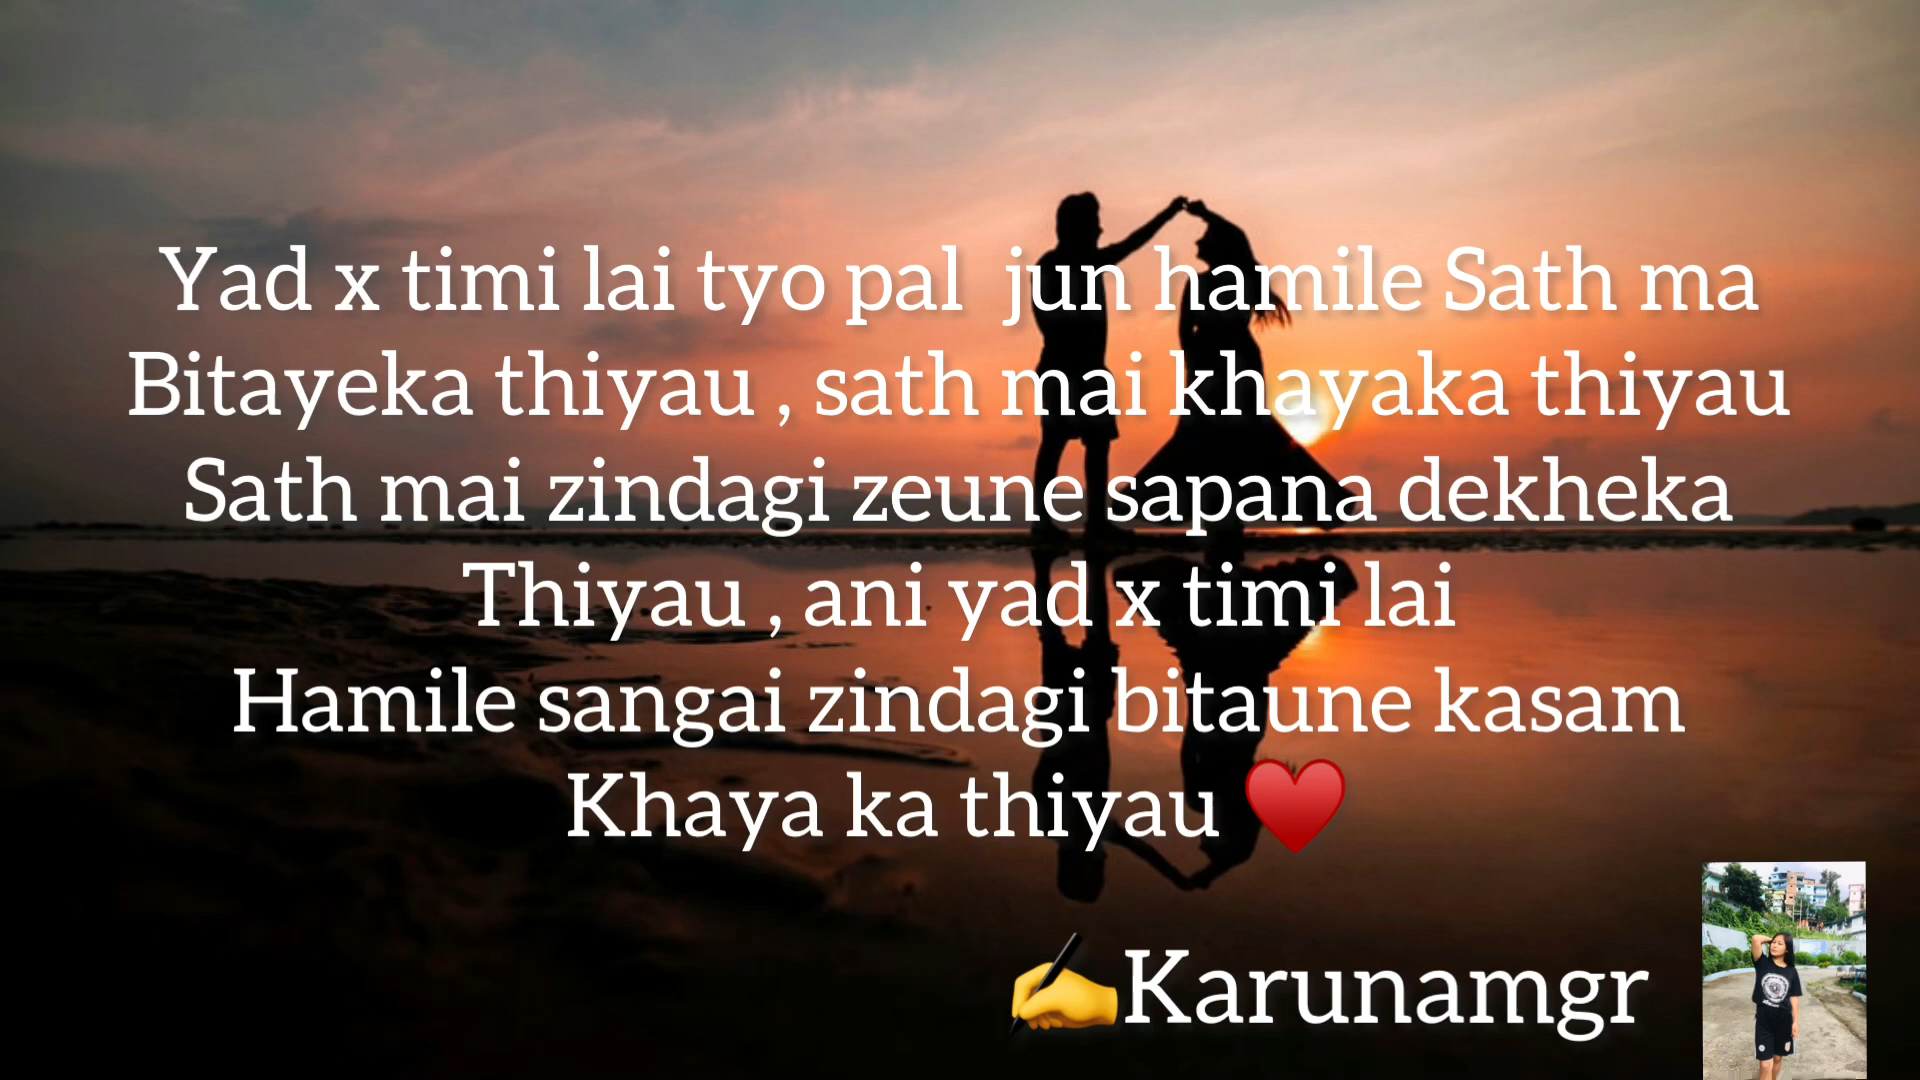 Yad x timi lai tyo pal jun hamile Sath ma
Bitayeka thiyau , sath mai khayaka thiyau
Sath mai zindagi zeune sapana dekheka
Thiyau , ani yad x timi lai
Hamile sangai zindagi bitaune kasam
Khaya ka thiyau ♥️
✍️Karunamgr